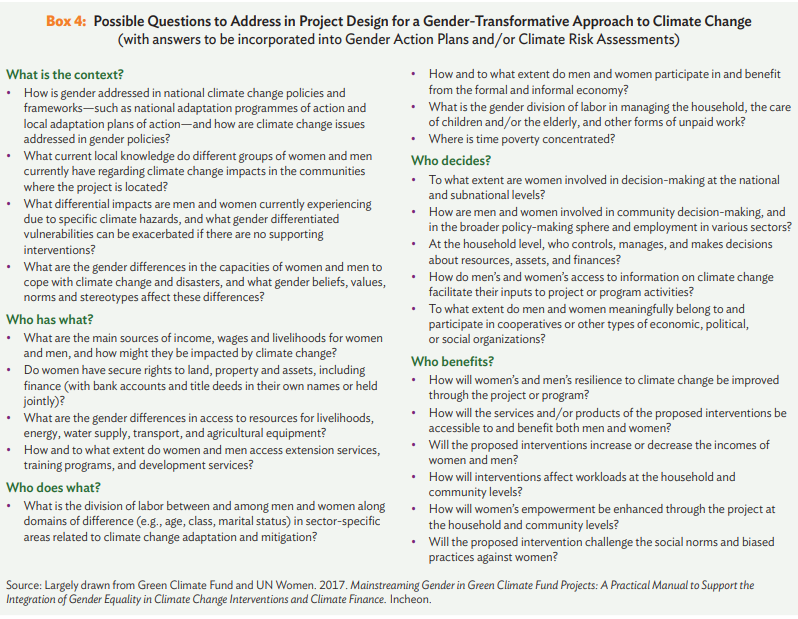 Box 4: Possible Questions to Address in Project Design for a Gender-Transformative Approach to Climate Change
(with answers to be incorporated into Gender Action Plans and/or Climate Risk Assessments)
What is the context?
• How is gender addressed in national climate change policies and
frameworks—such as national adaptation programmes of action and
local adaptation plans of action—and how are climate change issues
addressed in gender policies?
• What current local knowledge do different groups of women and men
currently have regarding climate change impacts in the communities
where the project is located?
• What differential impacts are men and women currently experiencing
due to specific climate hazards, and what gender differentiated
vulnerabilities can be exacerbated if there are no supporting
interventions?
• What are the gender differences in the capacities of women and men to
cope with climate change and disasters, and what gender beliefs, values,
norms and stereotypes affect these differences?
Who has what?
• What are the main sources of income, wages and livelihoods for women
and men, and how might they be impacted by climate change?
• Do women have secure rights to land, property and assets, including
finance (with bank accounts and title deeds in their own names or held
jointly)?
• What are the gender differences in access to resources for livelihoods,
energy, water supply, transport, and agricultural equipment?
• How and to what extent do women and men access extension services,
training programs, and development services?
Who does what?
• What is the division of labor between and among men and women along
domains of difference (e.g., age, class, marital status) in sector-specific
areas related to climate change adaptation and mitigation?
• How and to what extent do men and women participate in and benefit
from the formal and informal economy?
• What is the gender division of labor in managing the household, the care
of children and/or the elderly, and other forms of unpaid work?
• Where is time poverty concentrated?
Who decides?
• To what extent are women involved in decision-making at the national
and subnational levels?
• How are men and women involved in community decision-making, and
in the broader policy-making sphere and employment in various sectors?
• At the household level, who controls, manages, and makes decisions
about resources, assets, and finances?
• How do men's and women's access to information on climate change
facilitate their inputs to project or program activities?
• To what extent do men and women meaningfully belong to and
participate in cooperatives or other types of economic, political,
or social organizations?
Who benefits?
• How will women's and men's resilience to climate change be improved
through the project or program?
• How will the services and/or products of the proposed interventions be
accessible to and benefit both men and women?
• Will the proposed interventions increase or decrease the incomes of
women and men?
• How will interventions affect workloads at the household and
community levels?
• How will women's empowerment be enhanced through the project at
the household and community levels?
• Will the proposed intervention challenge the social norms and biased
practices against women?
Source: Largely drawn from Green Climate Fund and UN Women. 2017. Mainstreaming Gender in Green Climate Fund Projects: A Practical Manual to Support the
Integration of Gender Equality in Climate Change Interventions and Climate Finance. Incheon.